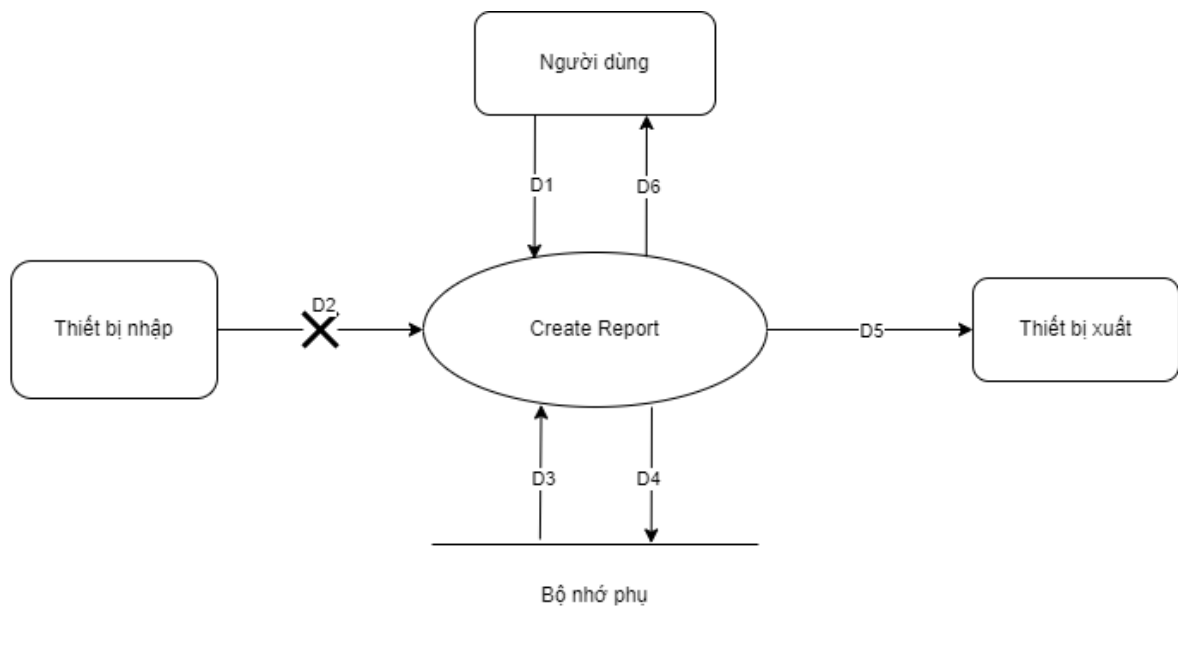 Người dùng
D1
D6
Thiết bị nhập
D2
Create Report
D5
Thiết bị xuất
D3
D4
Bộ nhớ phụ